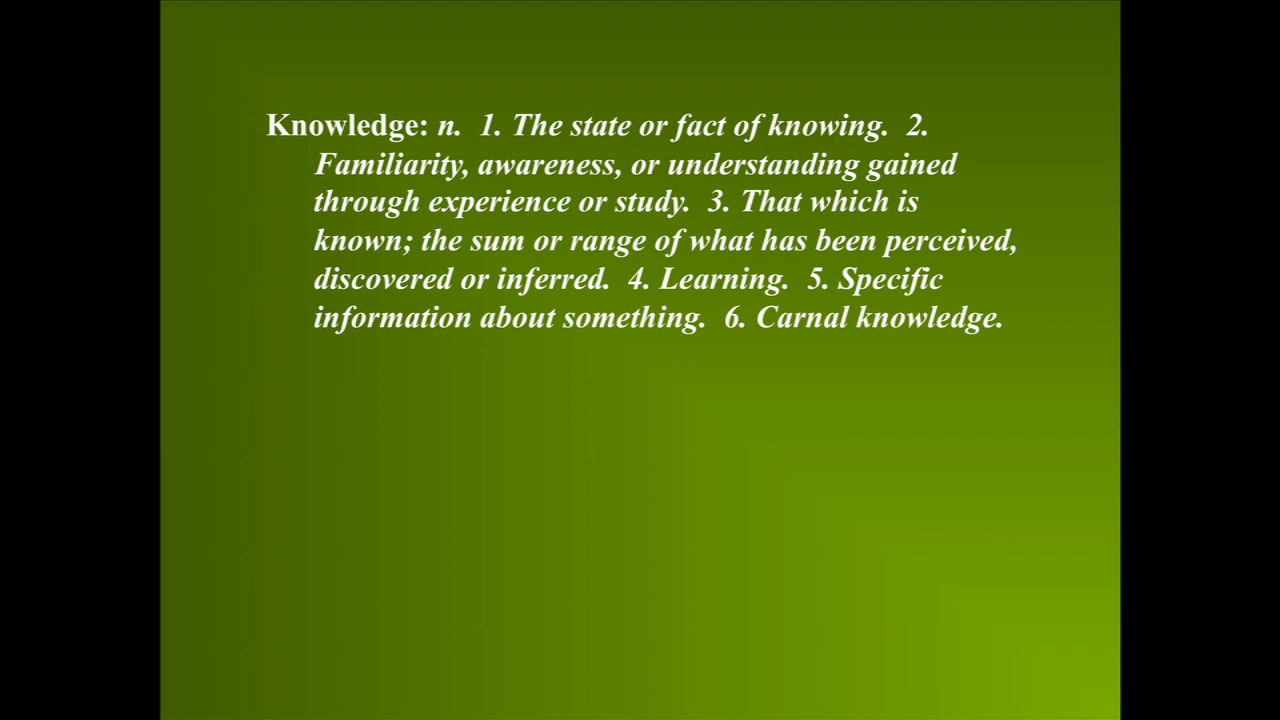 Knowledge: n.  1. The state or fact of knowing.  2.
Familiarity, awareness, or understanding gained
through experience or study.  3. That which is
known; the sum or range of what has been perceived,
discovered or inferred.  4. Learning.  5. Specific
information about something.  6. Carnal knowledge.